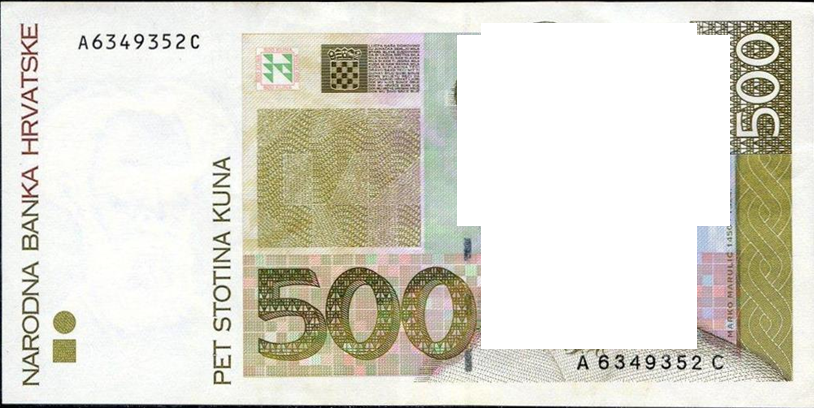 NARODNA BANKA HRVATSKE
A6349352C
PET STOTINA KUNA
500
500
MARKO MARULIĆ 1450
A 6349352 C